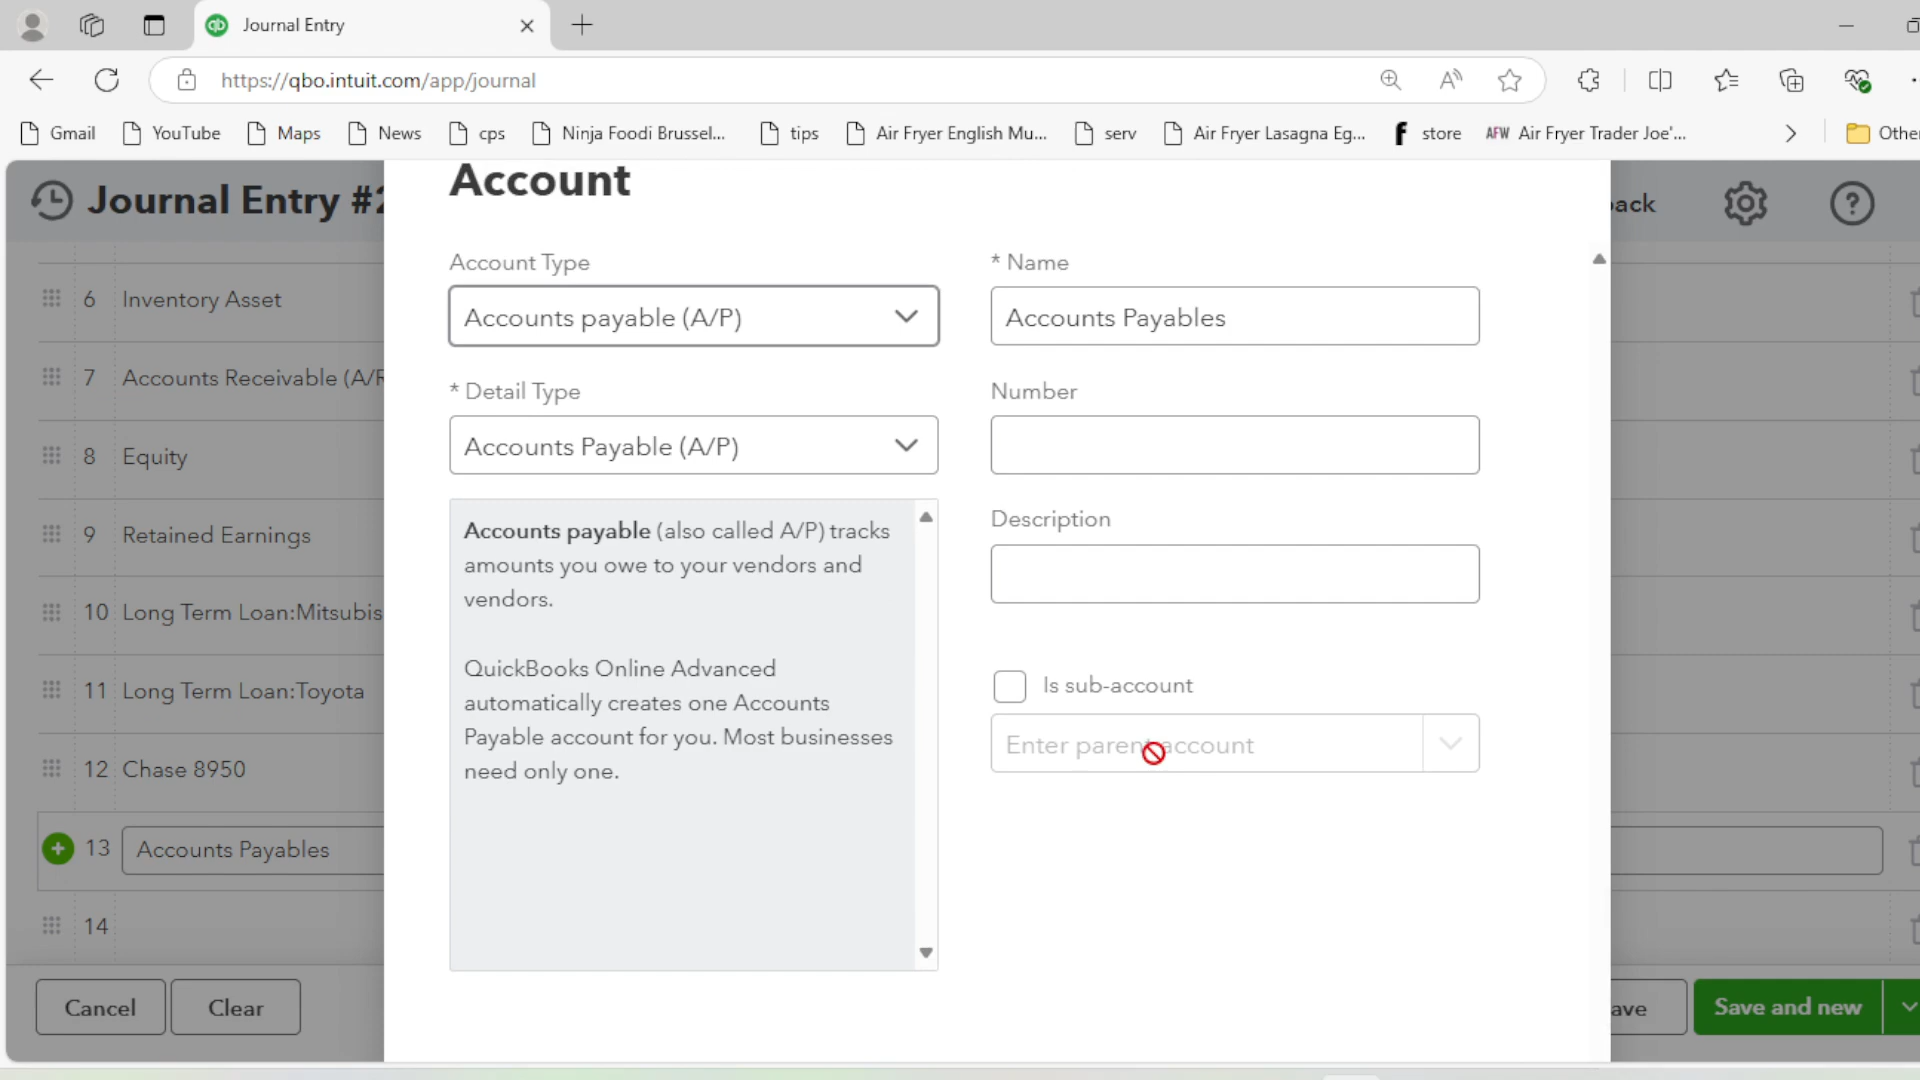 Journal Entry
https://qbo.intuit.com/app/journal
Gmail YouTube Maps News cps Ninja Foodi Brussel... tips Air Fryer English Mu... serv Air Fryer Lasagna Eg... store AFW Air Fryer Trader Joe'... Othe
Journal Entry #2
Account
ack
Account Type
* Name
Accounts payable (A/P)
Accounts Payables
* Detail Type
Number
Accounts Payable (A/P)
Accounts payable (also called A/P) tracks
amounts you owe to your vendors and
vendors.
QuickBooks Online Advanced
automatically creates one Accounts
Payable account for you. Most businesses
need only one.
Description
Is sub-account
Enter parent account
6 Inventory Asset
7 Accounts Receivable (A/R
8 Equity
9 Retained Earnings
10 Long Term Loan:Mitsubis
11 Long Term Loan:Toyota
12 Chase 8950
13 Accounts Payables
14
Cancel Clear
ave Save and new